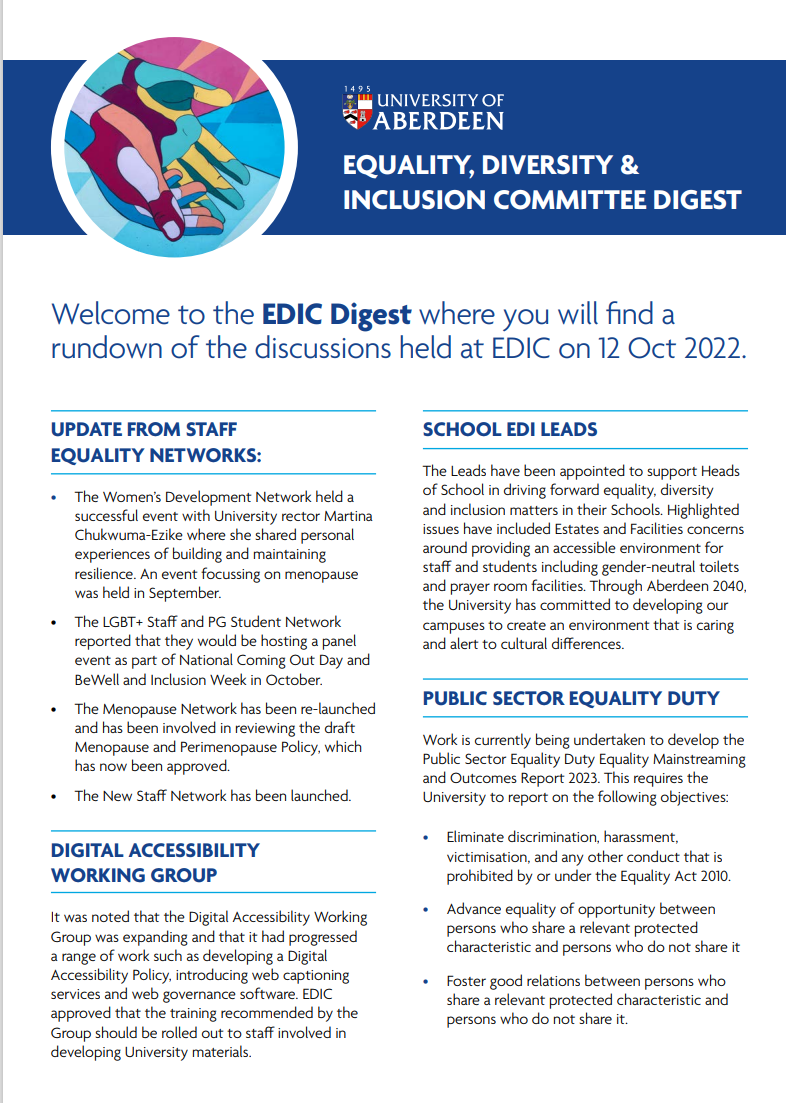 1495
UNIVERSITY OF
ABERDEEN
EQUALITY, DIVERSITY &
INCLUSION COMMITTEE DIGEST
Welcome to the EDIC Digest where you will find a
rundown of the discussions held at EDIC on 12 Oct 2022.
UPDATE FROM STAFF
EQUALITY NETWORKS:
• The Women's Development Network held a
successful event with University rector Martina
Chukwuma-Ezike where she shared personal
experiences of building and maintaining
resilience. An event focussing on menopause
was held in September.
• The LGBT+ Staff and PG Student Network
reported that they would be hosting a panel
event as part of National Coming Out Day and
BeWell and Inclusion Week in October.
• The Menopause Network has been re-launched
and has been involved in reviewing the draft
Menopause and Perimenopause Policy, which
has now been approved.
• The New Staff Network has been launched.
DIGITAL ACCESSIBILITY
WORKING GROUP
It was noted that the Digital Accessibility Working
Group was expanding and that it had progressed
a range of work such as developing a Digital
Accessibility Policy, introducing web captioning
services and web governance software. EDIC
approved that the training recommended by the
Group should be rolled out to staff involved in
developing University materials.
SCHOOL EDI LEADS
The Leads have been appointed to support Heads
of School in driving forward equality, diversity
and inclusion matters in their Schools. Highlighted
issues have included Estates and Facilities concerns
around providing an accessible environment for
staff and students including gender-neutral toilets
and prayer room facilities. Through Aberdeen 2040,
the University has committed to developing our
campuses to create an environment that is caring
and alert to cultural differences.
PUBLIC SECTOR EQUALITY DUTY
Work is currently being undertaken to develop the
Public Sector Equality Duty Equality Mainstreaming
and Outcomes Report 2023. This requires the
University to report on the following objectives:
• Eliminate discrimination, harassment,
victimisation, and any other conduct that is
prohibited by or under the Equality Act 2010.
• Advance equality of opportunity between
persons who share a relevant protected
characteristic and persons who do not share it
• Foster good relations between persons who
share a relevant protected characteristic and
persons who do not share it.